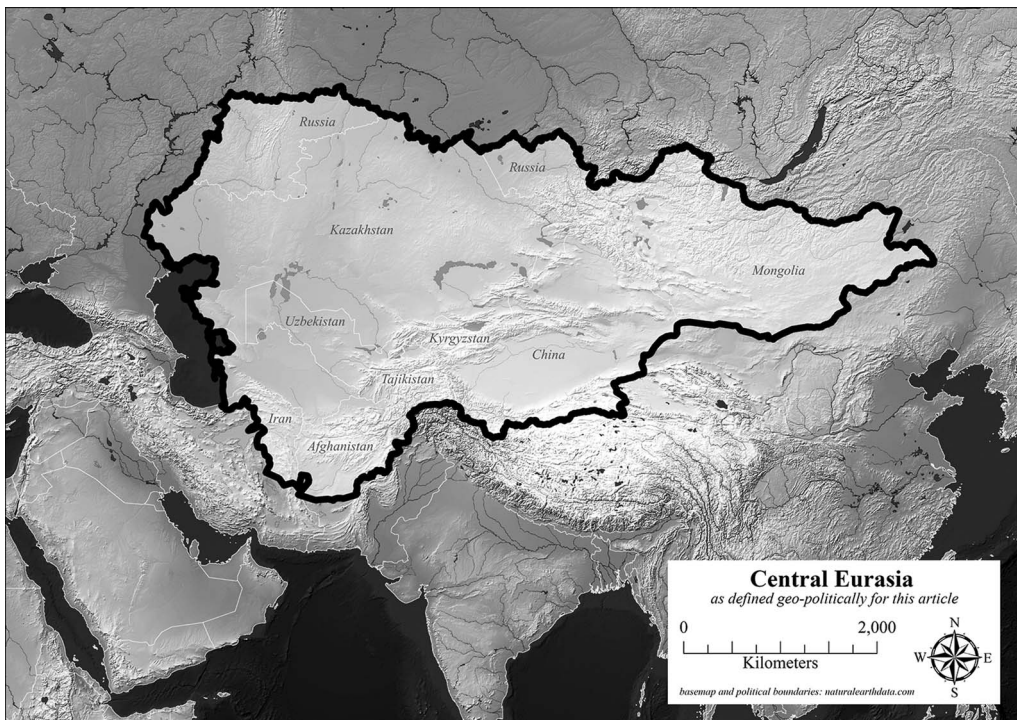 Russia
Russia
Kazakhstan
Mongolia
Uzbekistan
Kyrgyzstan
China
Tajikistan
Iran
Afghanistan
Central Eurasia
as defined geo-politically for this article
0 2,000
Kilometers
N
W E
S
basemap and political boundaries: naturalearthdata.com